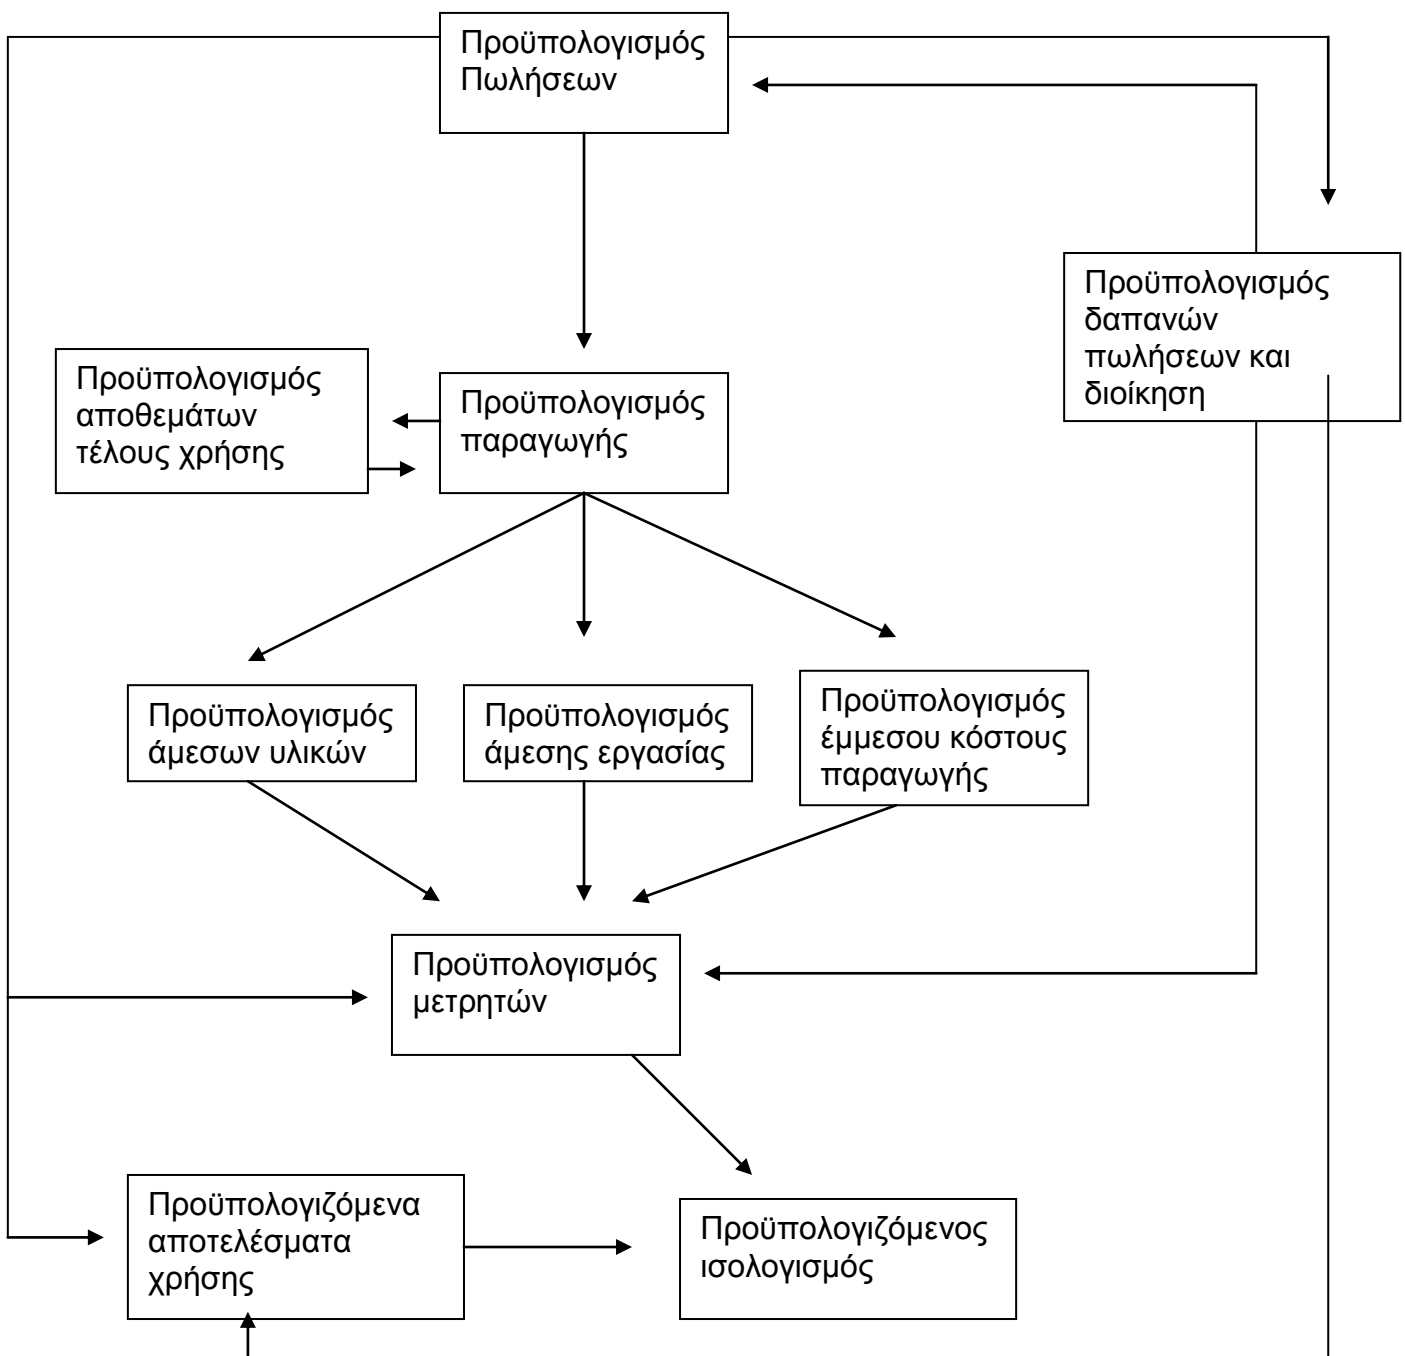 Προϋπολογισμός
Πωλήσεων
Προϋπολογισμός
δαπανών
πωλήσεων και
διοίκηση
Προϋπολογισμός
αποθεμάτων
τέλους χρήσης
Προϋπολογισμός
παραγωγής
Προϋπολογισμός
άμεσων υλικών
Προϋπολογισμός
άμεσης εργασίας
Προϋπολογισμός
έμμεσου κόστους
παραγωγής
Προϋπολογισμός
μετρητών
Προϋπολογιζόμενα
αποτελέσματα
χρήσης
Προϋπολογιζόμενος
ισολογισμός